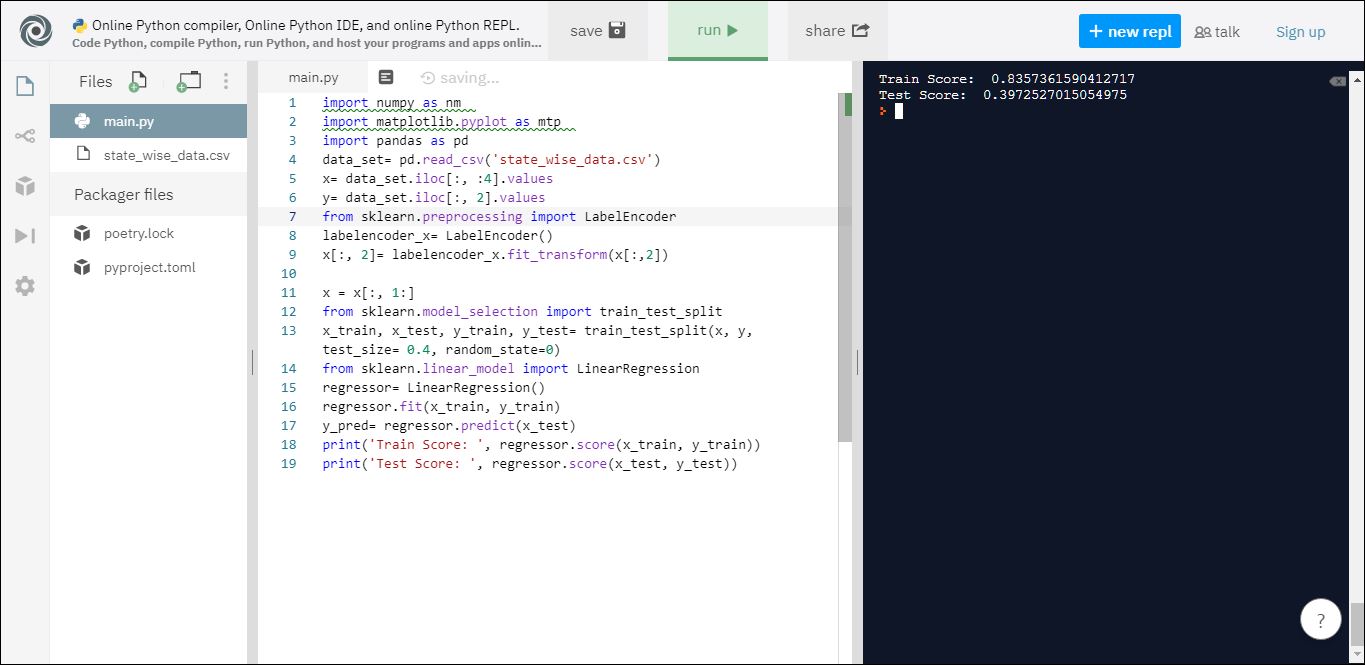 Online Python compiler, Online Python IDE, and online Python REPL.
Code Python, compile Python, run Python, and host your programs and apps onlin...
save
run
share
+ new repl
talk
Sign up
Files
main.py
state_wise_data.csv
Packager files
poetry.lock
pyproject.toml
main.py
saving...
1 import numpy as nm
2 import matplotlib.pyplot as mtp
3 import pandas as pd
4 data_set= pd.read_csv('state_wise_data.csv')
5 x= data_set.iloc[:, :4].values
6 y= data_set.iloc[:, 2].values
7 from sklearn.preprocessing import LabelEncoder
8 labelencoder_x= LabelEncoder()
9 x[:, 2]= labelencoder_x.fit_transform(x[:,2])
10
11 x = x[:, 1:]
12 from sklearn.model_selection import train_test_split
13 x_train, x_test, y_train, y_test= train_test_split(x, y,
test_size= 0.4, random_state=0)
14 from sklearn.linear_model import LinearRegression
15 regressor= LinearRegression()
16 regressor.fit(x_train, y_train)
17 y_pred= regressor.predict(x_test)
18 print('Train Score: ', regressor.score(x_train, y_train))
19 print('Test Score: ', regressor.score(x_test, y_test))
Train Score:  0.8357361590412717
Test Score:  0.3972527015054975
?